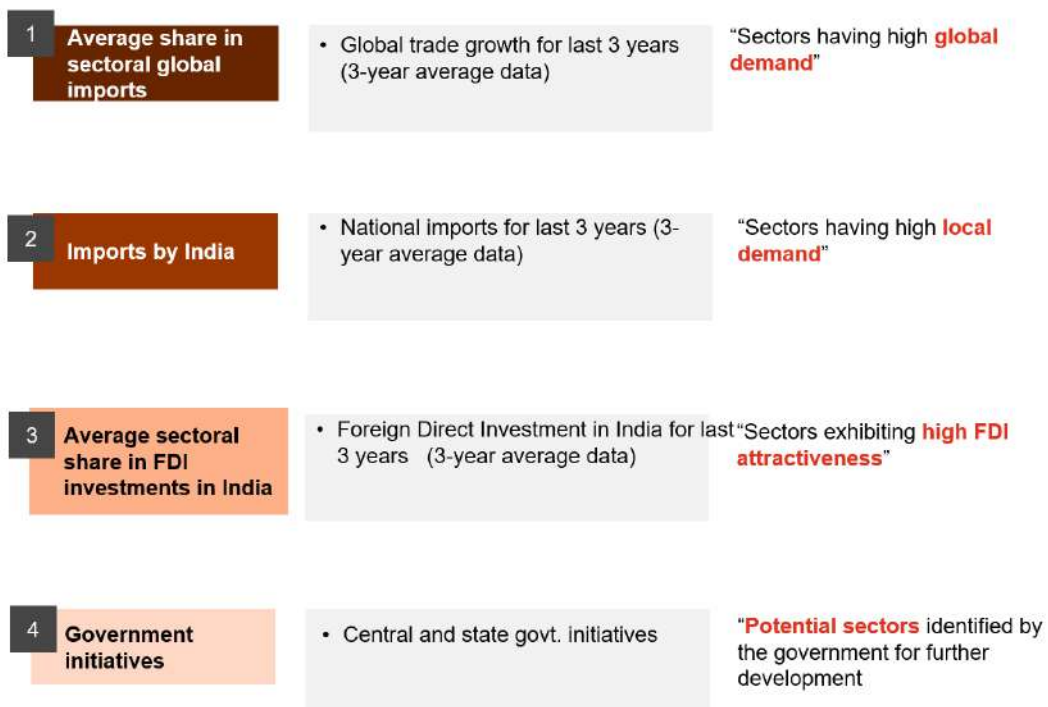 1
Average share in
sectoral global
imports
• Global trade growth for last 3 years
(3-year average data)
“Sectors having high global
demand”
2
Imports by India
• National imports for last 3 years (3-
year average data)
“Sectors having high local
demand”
3
Average sectoral
share in FDI
investments in India
• Foreign Direct Investment in India for last
3 years (3-year average data)
“Sectors exhibiting high FDI
attractiveness”
4
Government
initiatives
• Central and state govt. initiatives
“Potential sectors identified by
the government for further
development